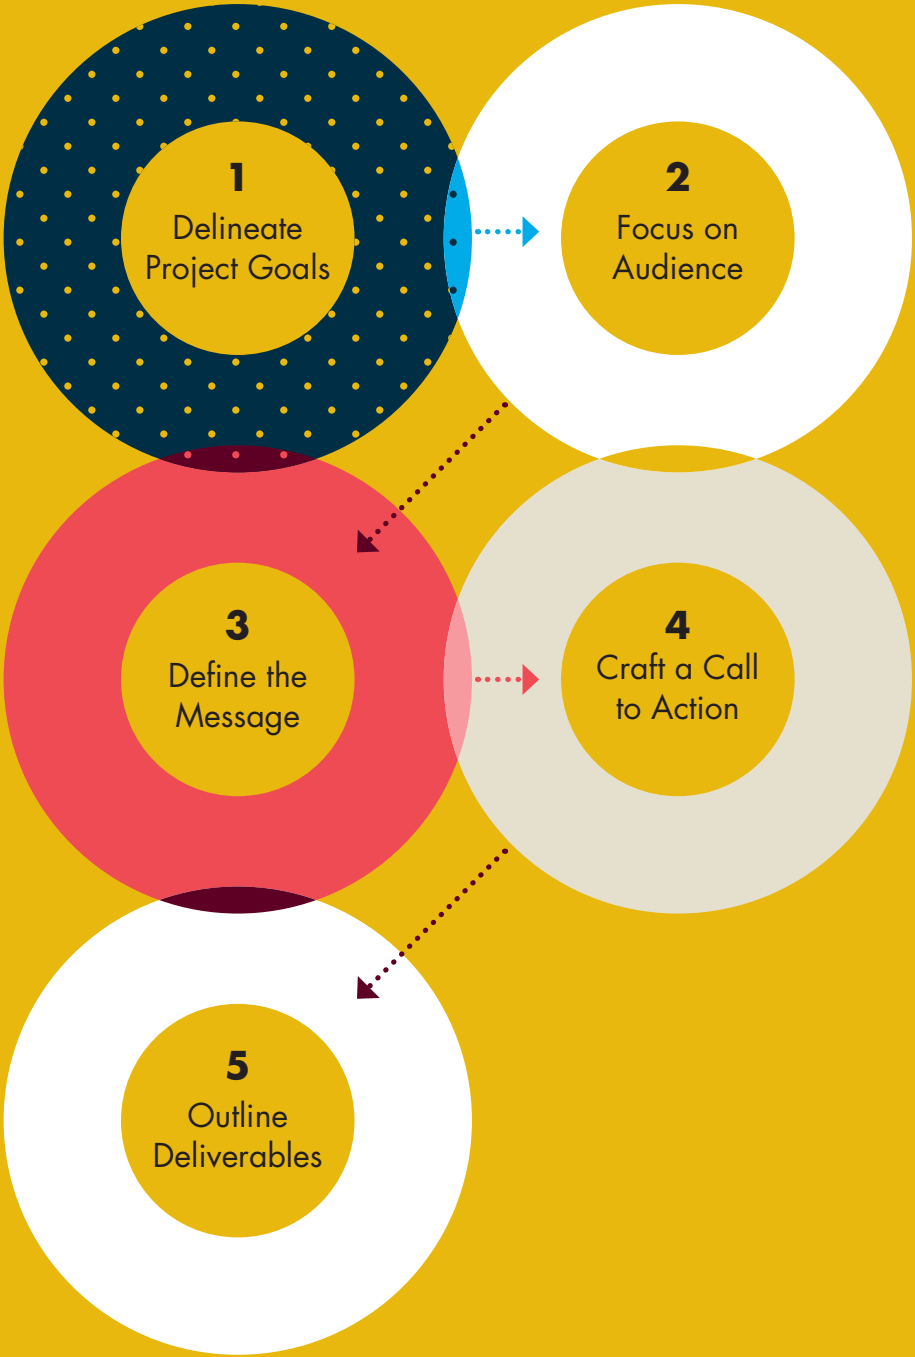 1
Delineate
Project Goals
2
Focus on
Audience
3
Define the
Message
4
Craft a Call
to Action
5
Outline
Deliverables